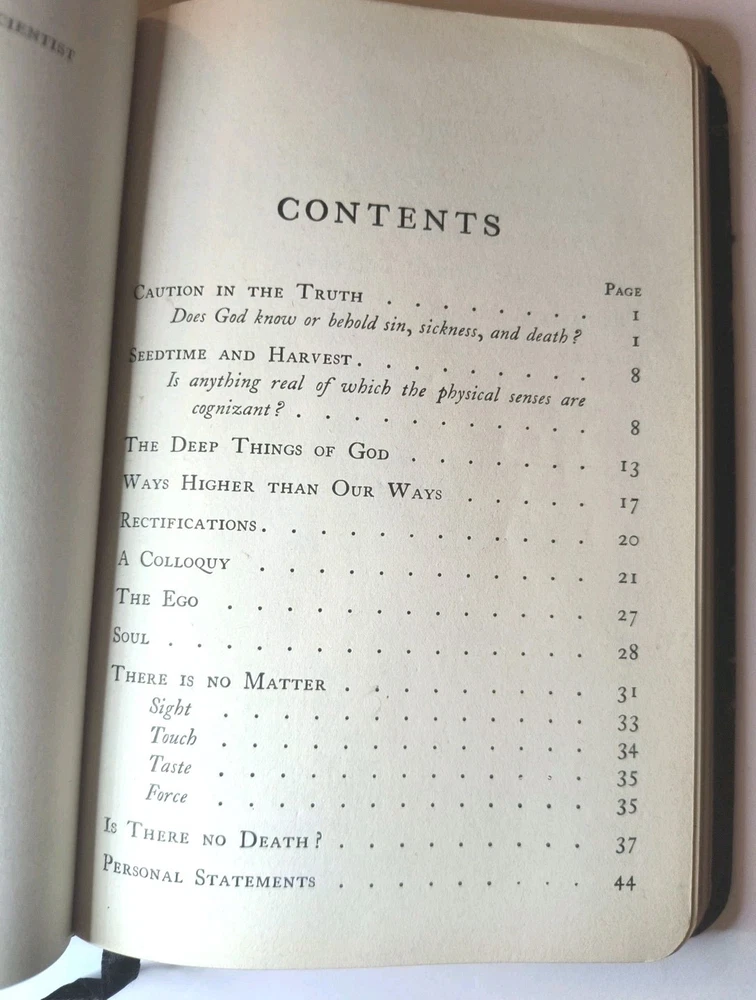 CIENTIST
CONTENTS
PAGE
CAUTION IN THE TRUTH . . . . . . . 1
Does God know or behold sin, sickness, and death? 1
SEEDTIME AND HARVEST . . . . . . . . 8
Is anything real of which the physical senses are
cognizant? . . . . . . . . . . 8
THE DEEP THINGS OF GOD . . . . . . 13
WAYS HIGHER THAN OUR WAYS . . . . . 17
RECTIFICATIONS . . . . . . . . . . . 20
A COLLOQUY . . . . . . . . . . . 21
THE EGO . . . . . . . . . . . . 27
SOUL . . . . . . . . . . . . . . 28
THERE IS NO MATTER . . . . . . . . 31
Sight . . . . . . . . . . . . 33
Touch . . . . . . . . . . . . 34
Taste . . . . . . . . . . . . 35
Force . . . . . . . . . . . . 35
IS THERE NO DEATH? . . . . . . . . . 37
PERSONAL STATEMENTS . . . . . . . . . 44